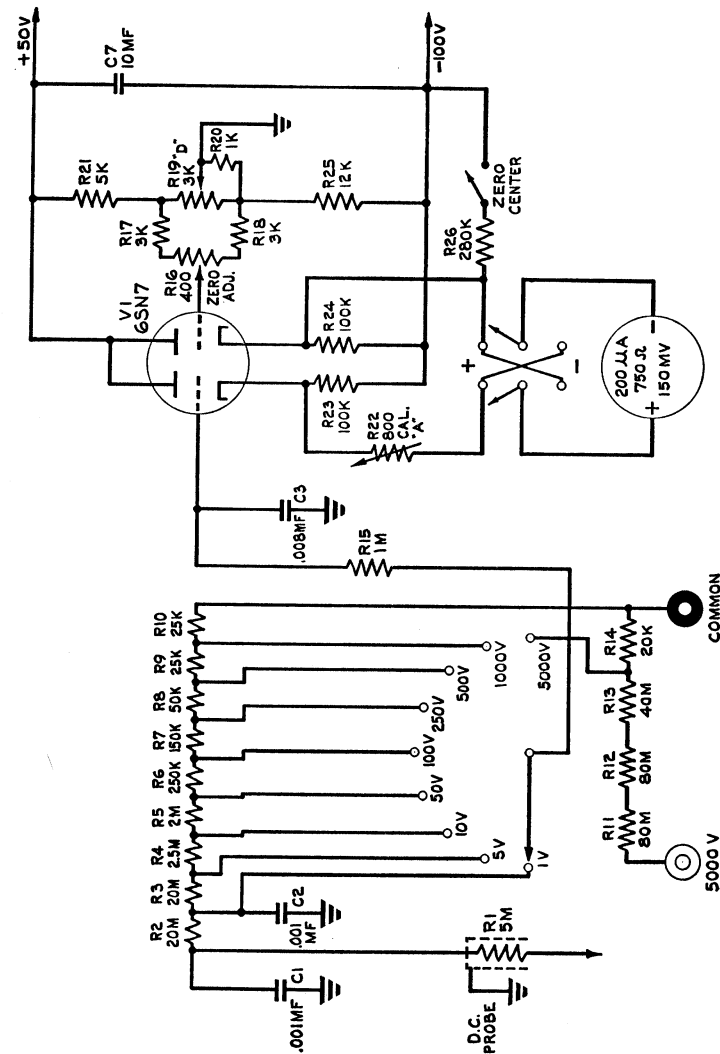 +50V
C7
10MF
-100V
R21
5K
R19"D"
3K
R20
1K
R17
3K
R18
3K
R16
400
ZERO
ADJ.
R25
12K
V1
6SN7
R24
100K
R23
100K
R26
280K
ZERO
CENTER
R22
800
CAL.
"A"
+
-
200 UA
750 Ω
150 MV
+
-
.008MF C3
R15
1M
R10
25K
R9
25K
R8
50K
R7
150K
R6
250K
R5
2M
R4
2.5M
R3
20M
R2
20M
1000V
500V
250V
100V
50V
10V
5V
1V
5000V
C2
.001
MF
C1
.001MF
R1
5M
D.C.
PROBE
R14
20K
R13
40M
R12
80M
R11
80M
COMMON
5000 V